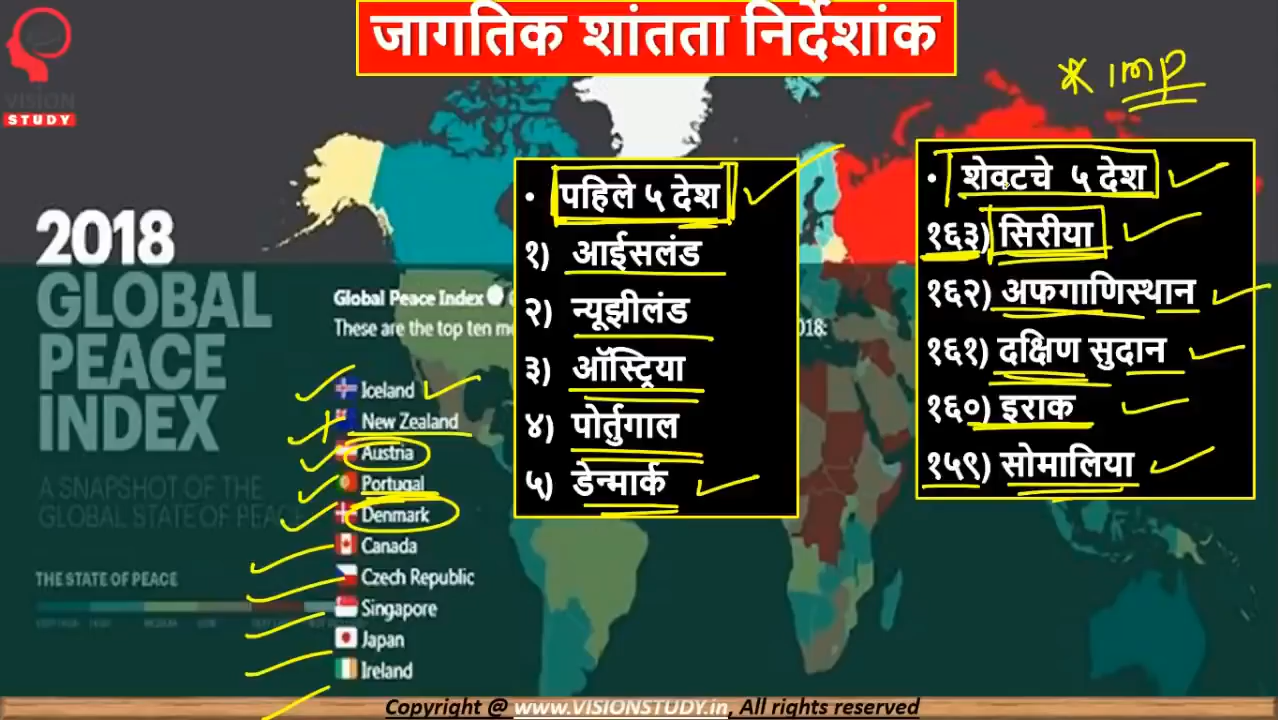 VISION
STUDY
जागतिक शांतता निर्देशांक
* imp
2018
GLOBAL
PEACE
INDEX
A SNAPSHOT OF THE
GLOBAL STATE OF PEACE
THE STATE OF PEACE
Global Peace Index
These are the top ten 2018:
Iceland
New Zealand
Austria
Portugal
Denmark
Canada
Czech Republic
Singapore
Japan
Ireland
• पहिले ५ देश
१) आईसलंड
२) न्यूझीलंड
३) ऑस्ट्रिया
४) पोर्तुगाल
५) डेन्मार्क
• शेवटचे ५ देश
१६३) सिरीया
१६२) अफगाणिस्थान
१६१) दक्षिण सुदान
१६०) इराक
१५९) सोमालिया
Copyright @ www.VISIONSTUDY.in, All rights reserved